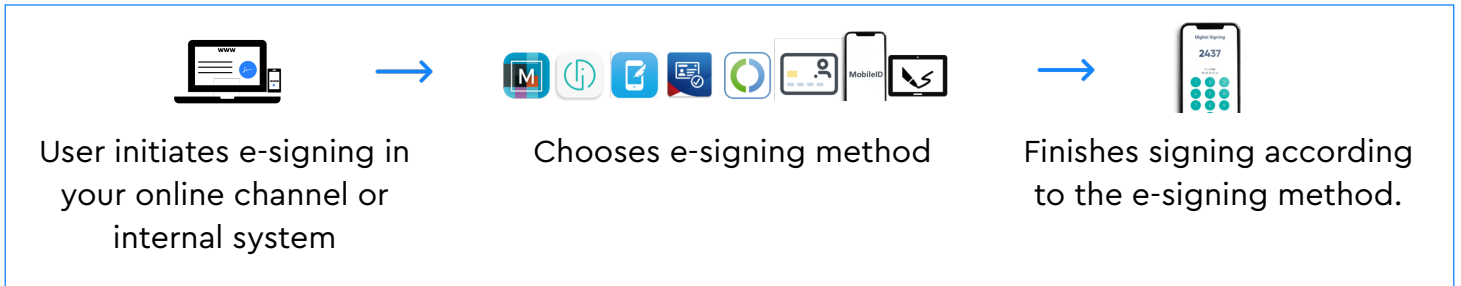 www
M
MobileID
Digital Signing
2437
User initiates e-signing in
your online channel or
internal system
Chooses e-signing method
Finishes signing according
to the e-signing method.